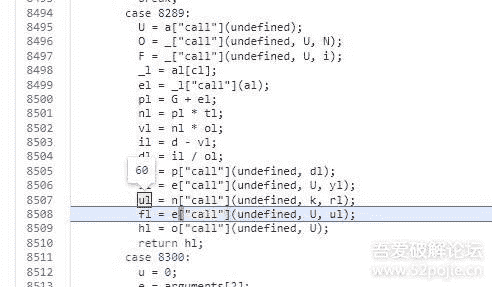 8493 break;
8494 case 8289:
8495 U = a["call"](undefined);
8496 O = _["call"](undefined, U, N);
8497 F = _["call"](undefined, U, i);
8498 _l = al[cl];
8499 el = _l["call"](al);
8500 pl = G + el;
8501 nl = pl * tl;
8502 vl = nl * ol;
8503 il = d - vl;
8504 dl = il / ol;
8505 = p["call"](undefined, dl);
60
8506 = e["call"](undefined, U, yl);
8507 ul = n["call"](undefined, k, rl);
8508 fl = e["call"](undefined, U, ul);
8509 hl = o["call"](undefined, U);
8510 return hl;
8511 case 8300:
8512 u = 0;
e = arguments[2];
吾爱破解论坛
www.52pojie.cn